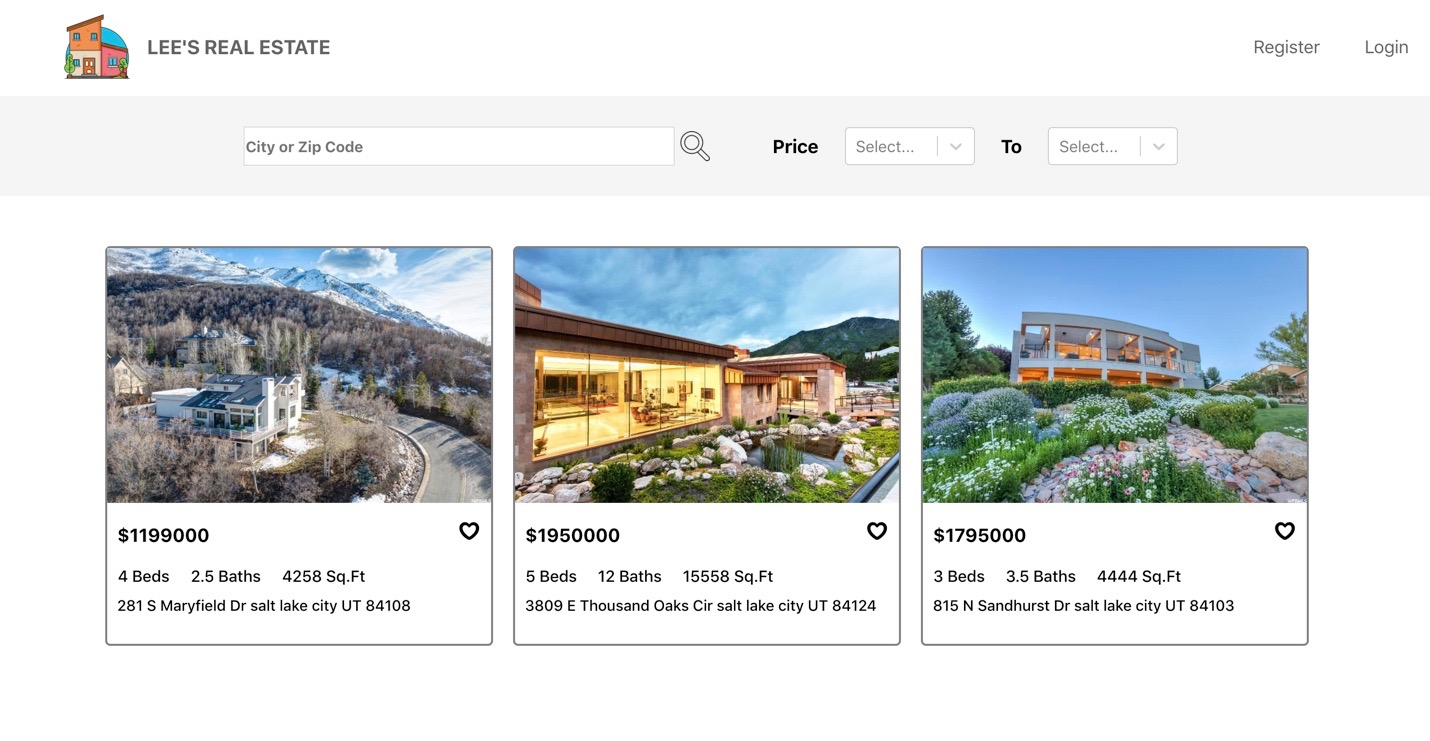 LEE'S REAL ESTATE
Register
Login
City or Zip Code
Price
Select...
To
Select...
$1199000
4 Beds 2.5 Baths 4258 Sq.Ft
281 S Maryfield Dr salt lake city UT 84108
$1950000
5 Beds 12 Baths 15558 Sq.Ft
3809 E Thousand Oaks Cir salt lake city UT 84124
$1795000
3 Beds 3.5 Baths 4444 Sq.Ft
815 N Sandhurst Dr salt lake city UT 84103